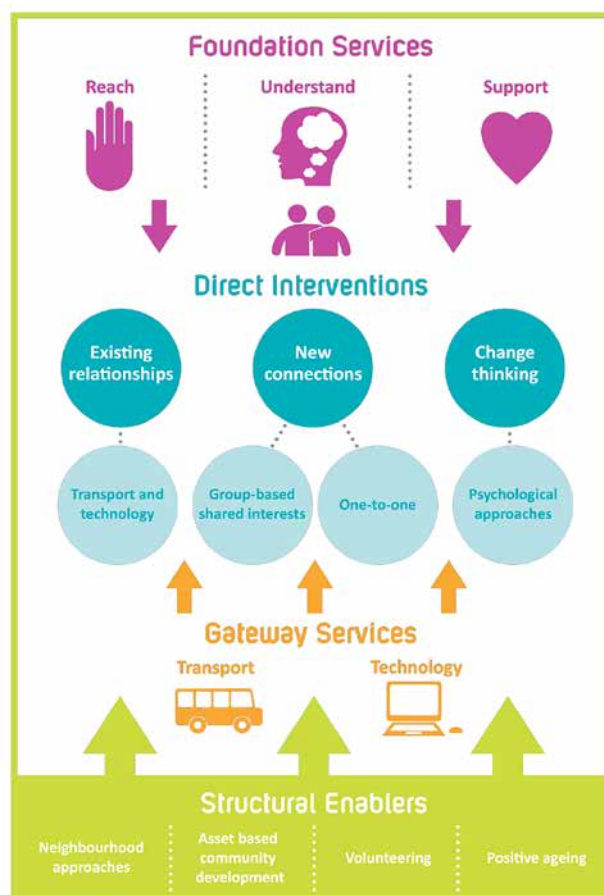 Foundation Services
Reach
Understand
Support
Direct Interventions
Existing
relationships
New
connections
Change
thinking
Transport and
technology
Group-based
shared interests
One-to-one
Psychological
approaches
Gateway Services
Transport
Technology
Structural Enablers
Neighbourhood
approaches
Asset based
community
development
Volunteering
Positive ageing